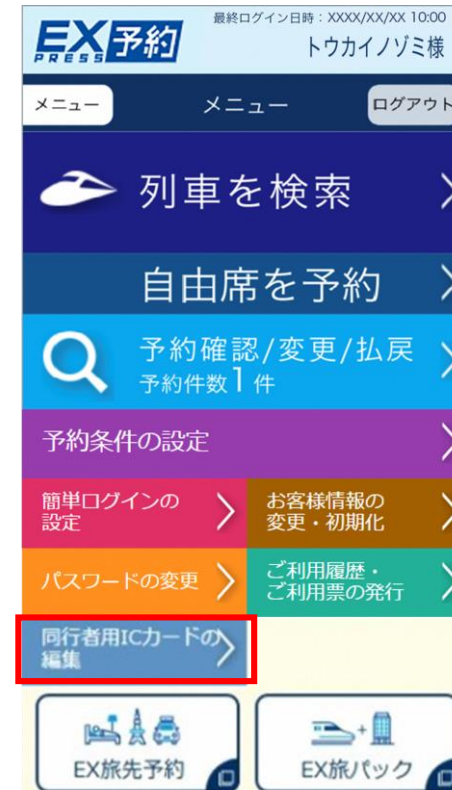 最終ログイン日時：XXXX/XX/XX 10:00
EX予約
PRESS
トウカイノゾミ様
メニュー
メニュー
ログアウト
列車を検索
自由席を予約
予約確認/変更/払戻
予約件数1件
予約条件の設定
簡単ログインの
設定
お客様情報の
変更・初期化
パスワードの変更
ご利用履歴・
ご利用票の発行
同行者用ICカードの
編集
EX旅先予約
EX旅パック